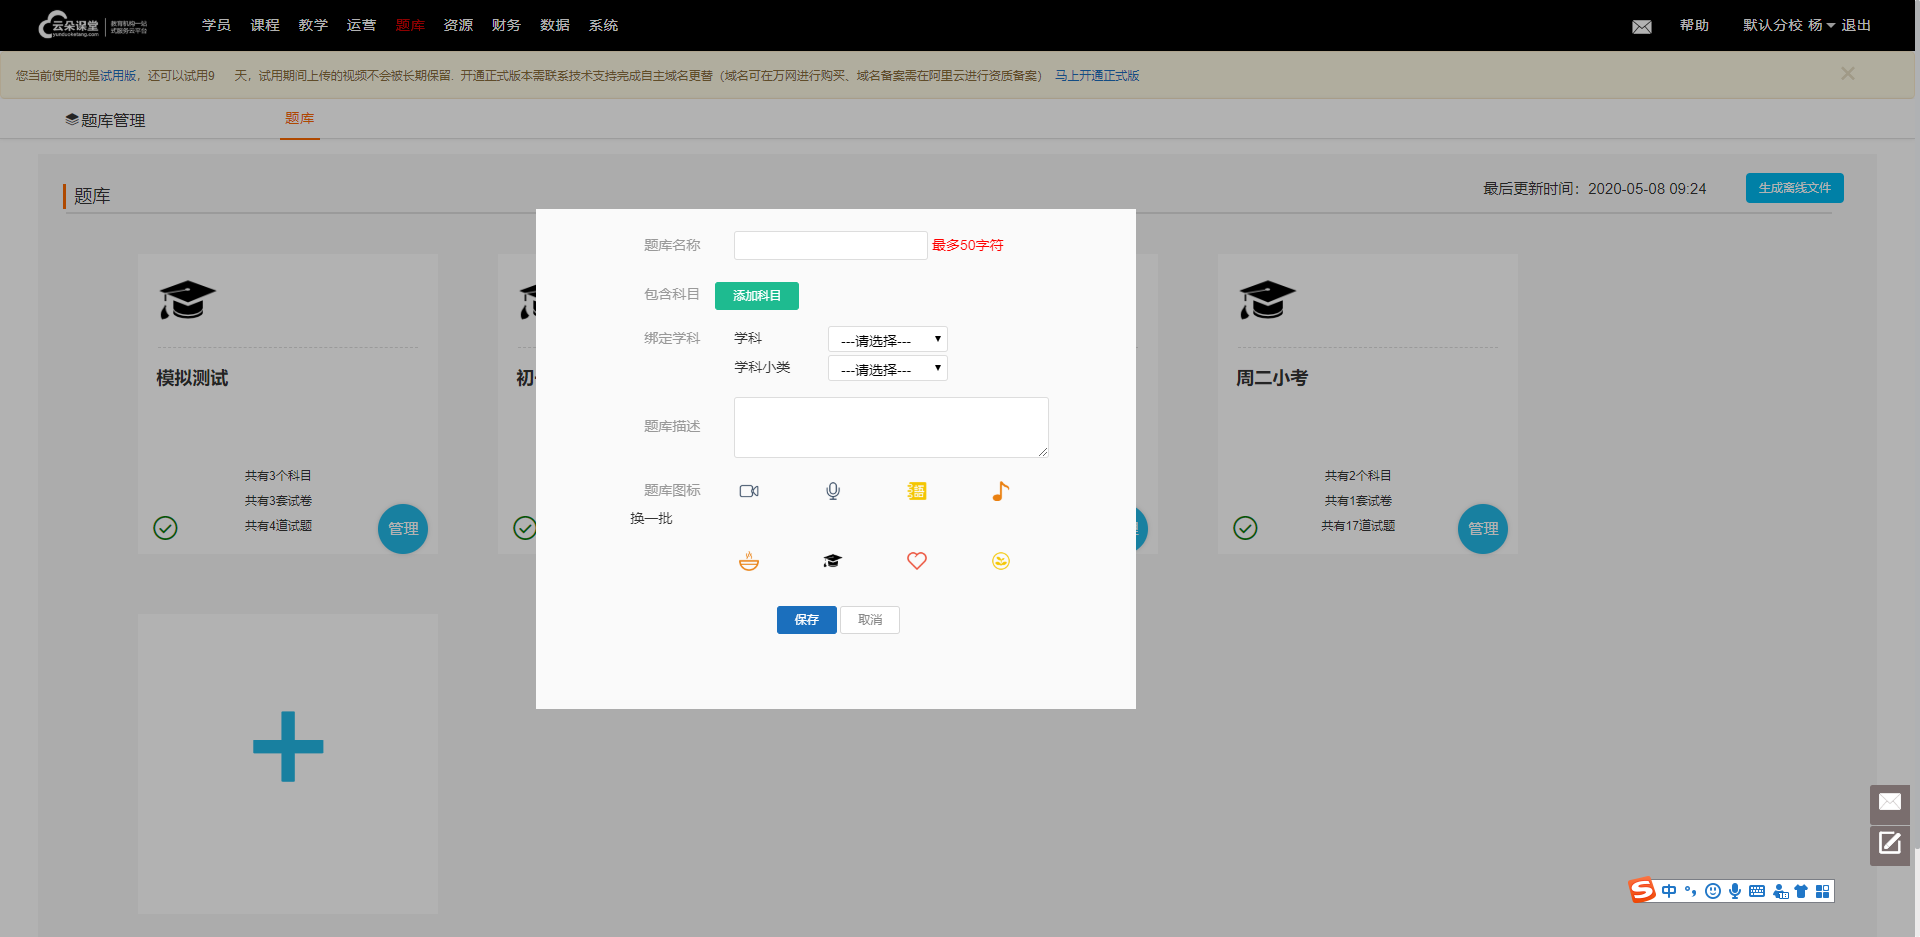 云朵课堂 教育机构一站
yunduoketang.com 式服务云平台
学员 课程 教学 运营 题库 资源 财务 数据 系统
帮助 默认分校 杨 退出
您当前使用的是试用版，还可以试用9 天，试用期间上传的视频不会被长期保留. 开通正式版本需联系技术支持完成自主域名更替（域名可在万网进行购买、域名备案需在阿里云进行资质备案） 马上开通正式版
题库管理 题库
题库
最后更新时间：2020-05-08 09:24 生成离线文件
题库名称 最多50字符
包含科目 添加科目
绑定学科 学科 ---请选择---
学科小类 ---请选择---
题库描述
题库图标
换一批
保存 取消
模拟测试
共有3个科目
共有3套试卷
共有4道试题
管理
初
周二小考
共有2个科目
共有1套试卷
共有17道试题
管理
中